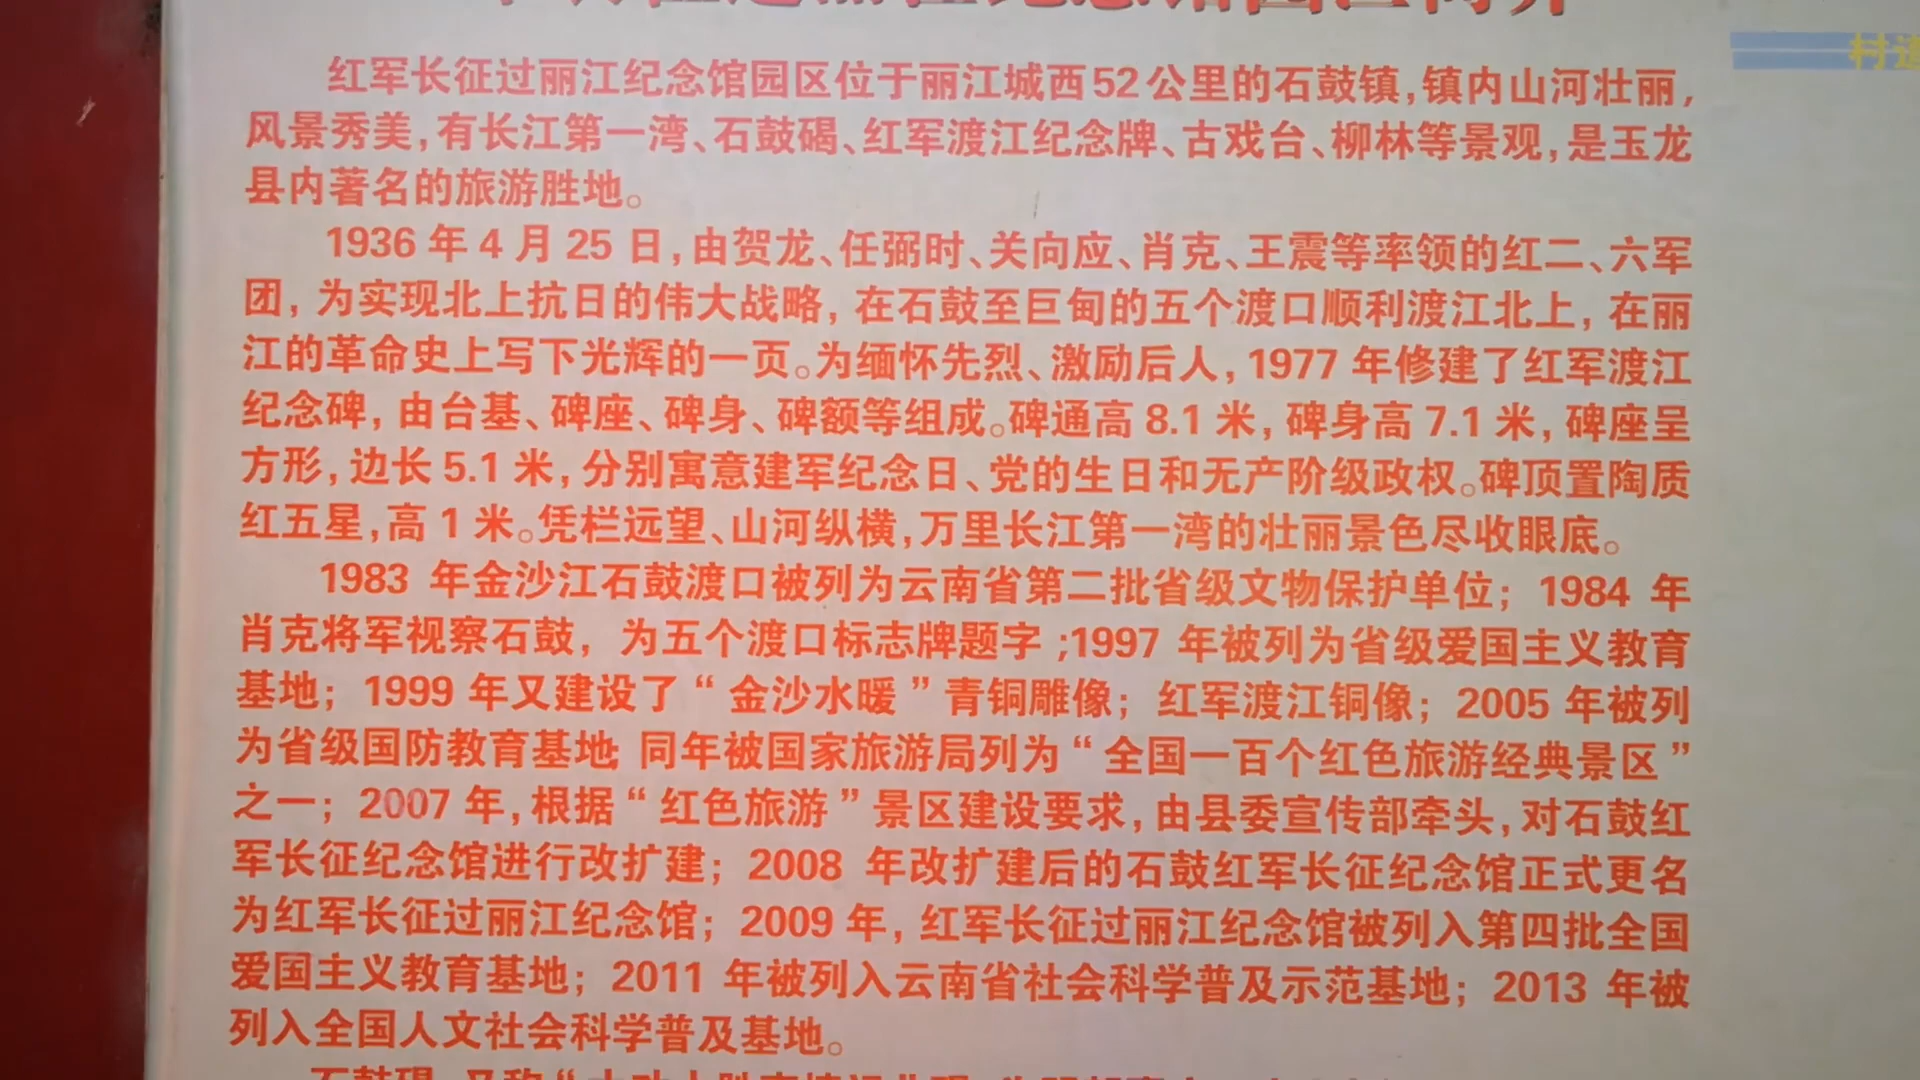 红军长征过丽江纪念馆园区位于丽江城西52公里的石鼓镇,镇内山河壮丽,
风景秀美,有长江第一湾、石鼓碣、红军渡江纪念牌、古戏台、柳林等景观,是玉龙
县内著名的旅游胜地。
1936年4月25日,由贺龙、任弼时、关向应、肖克、王震等率领的红二、六军
团,为实现北上抗日的伟大战略,在石鼓至巨甸的五个渡口顺利渡江北上,在丽
江的革命史上写下光辉的一页。为缅怀先烈、激励后人,1977年修建了红军渡江
纪念碑,由台基、碑座、碑身、碑额等组成。碑通高8.1米,碑身高7.1米,碑座呈
方形,边长5.1米,分别寓意建军纪念日、党的生日和无产阶级政权。碑顶置陶质
红五星,高1米。凭栏远望、山河纵横,万里长江第一湾的壮丽景色尽收眼底。
1983年金沙江石鼓渡口被列为云南省第二批省级文物保护单位;1984年
肖克将军视察石鼓,为五个渡口标志牌题字;1997年被列为省级爱国主义教育
基地;1999年又建设了“金沙水暖”青铜雕像;红军渡江铜像;2005年被列
为省级国防教育基地 同年被国家旅游局列为“全国一百个红色旅游经典景区”
之一;2007年,根据“红色旅游”景区建设要求,由县委宣传部牵头,对石鼓红
军长征纪念馆进行改扩建;2008年改扩建后的石鼓红军长征纪念馆正式更名
为红军长征过丽江纪念馆;2009年,红军长征过丽江纪念馆被列入第四批全国
爱国主义教育基地;2011年被列入云南省社会科学普及示范基地;2013年被
列入全国人文社会科学普及基地。